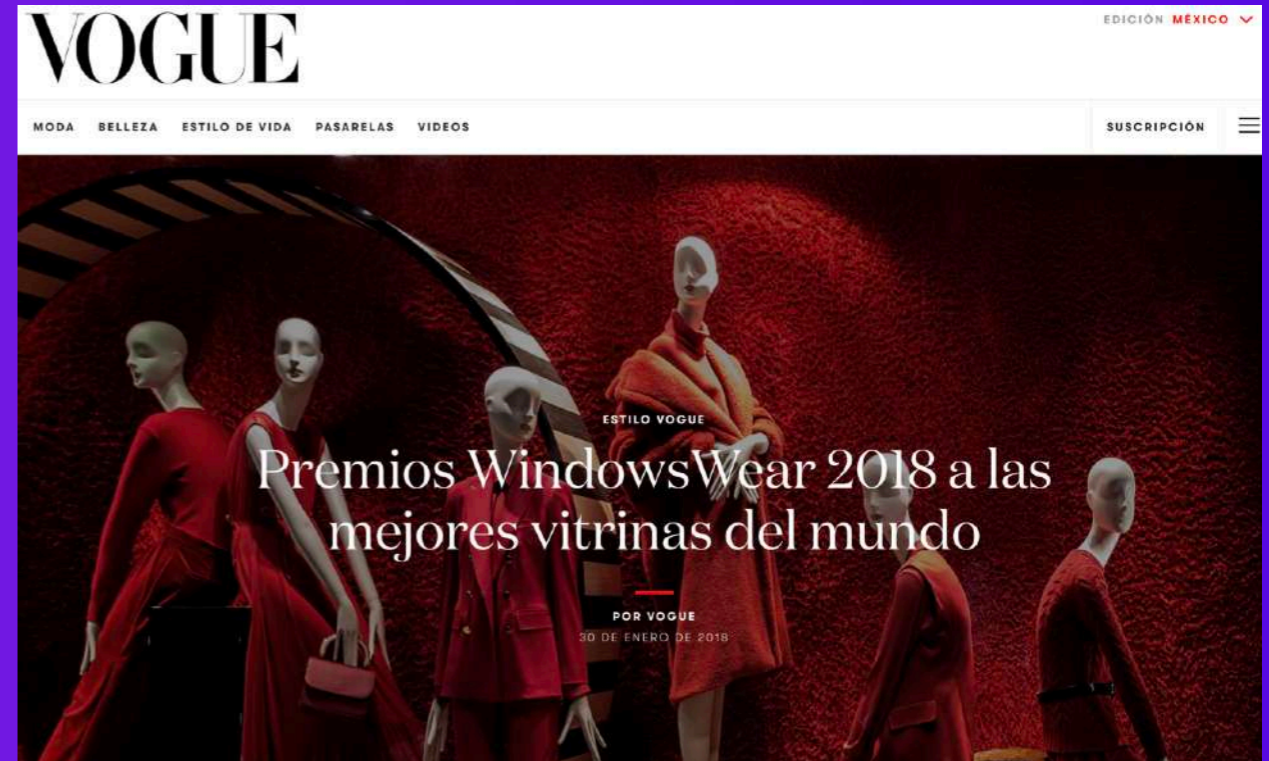 VOGUE
EDICIÓN MÉXICO
MODA BELLEZA ESTILO DE VIDA PASARELAS VIDEOS
SUSCRIPCIÓN
ESTILO VOGUE
Premios WindowsWear 2018 a las
mejores vitrinas del mundo
POR VOGUE
30 DE ENERO DE 2018